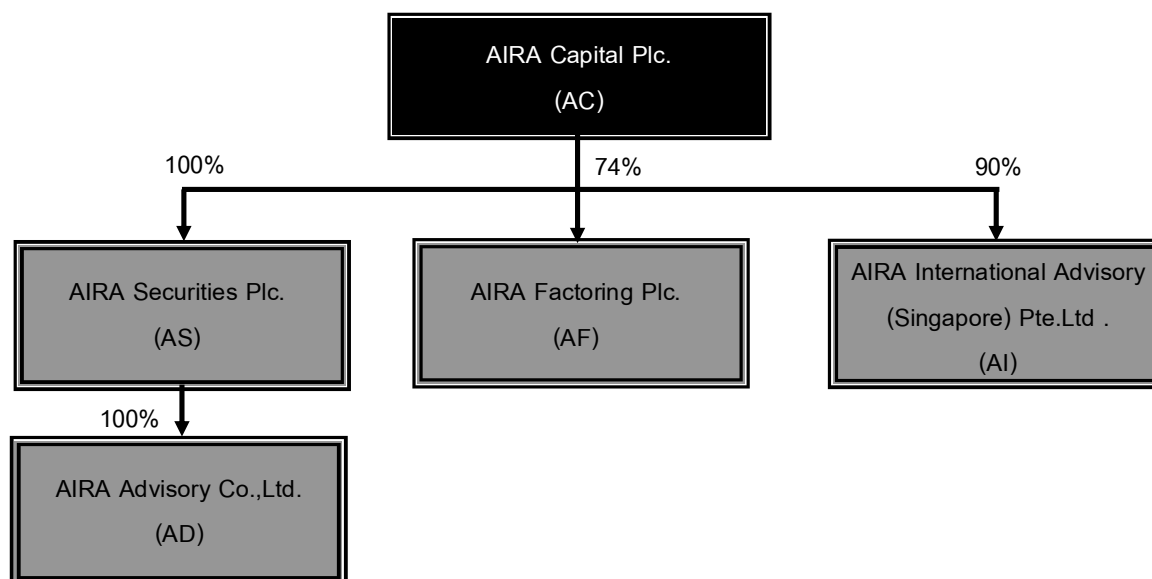 AIRA Capital Plc.
(AC)
100%
74%
90%
AIRA Securities Plc.
(AS)
AIRA Factoring Plc.
(AF)
AIRA International Advisory
(Singapore) Pte.Ltd .
(AI)
100%
AIRA Advisory Co.,Ltd.
(AD)